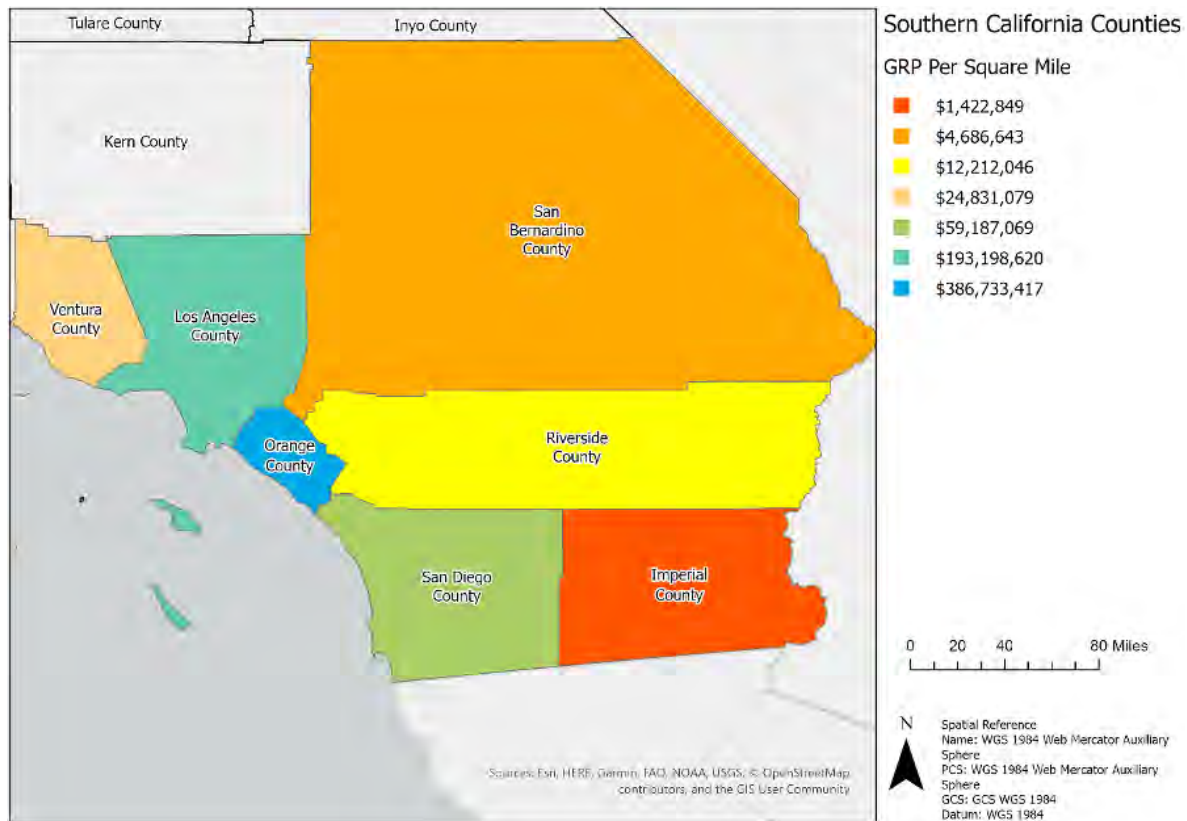 Tulare County
Inyo County
Kern County
San
Bernardino
County
Ventura
County
Los Angeles
County
Orange
County
Riverside
County
San Diego
County
Imperial
County
Sources: Esri, HERE, Garmin, FAO, NOAA, USGS, © OpenStreetMap
contributors, and the GIS User Community
Southern California Counties
GRP Per Square Mile
$1,422,849
$4,686,643
$12,212,046
$24,831,079
$59,187,069
$193,198,620
$386,733,417
0 20 40 80 Miles
N
Spatial Reference
Name: WGS 1984 Web Mercator Auxiliary
Sphere
PCS: WGS 1984 Web Mercator Auxiliary
Sphere
GCS: GCS WGS 1984
Datum: WGS 1984